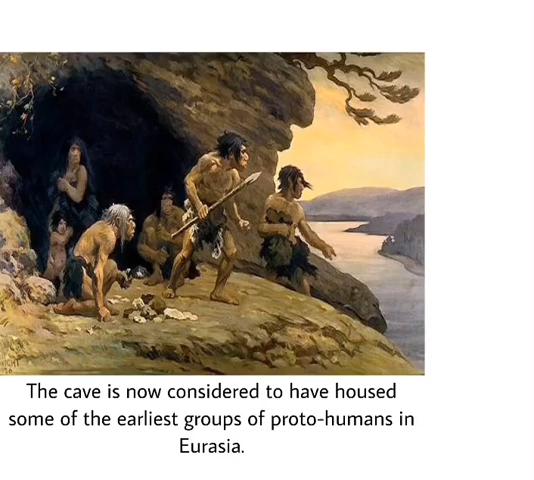 The cave is now considered to have housed
some of the earliest groups of proto-humans in
Eurasia.